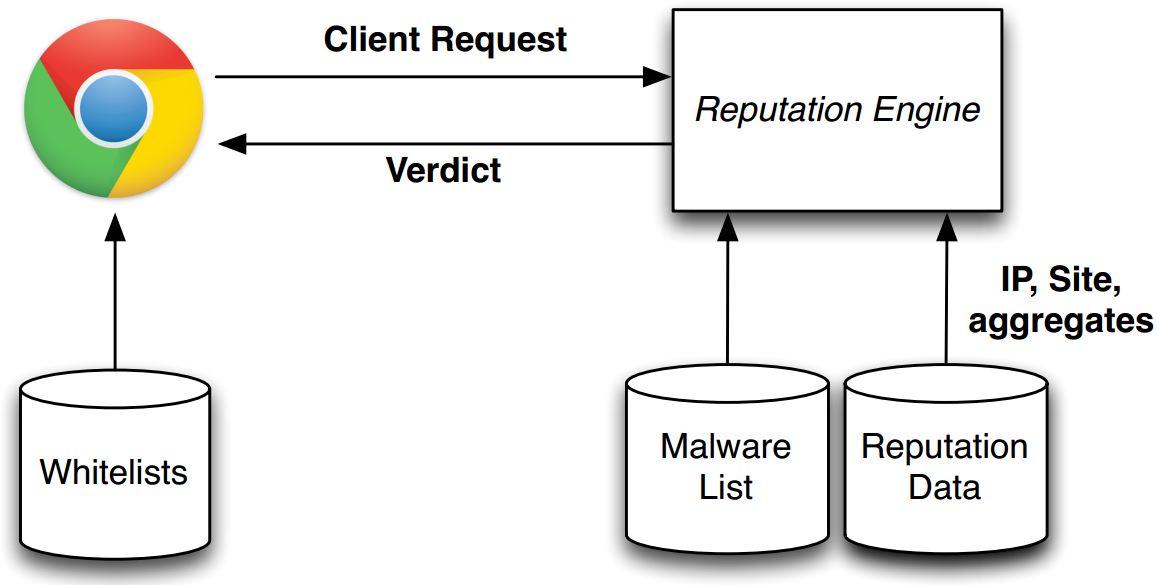 Client Request
Reputation Engine
Verdict
IP, Site,
aggregates
Whitelists
Malware
List
Reputation
Data